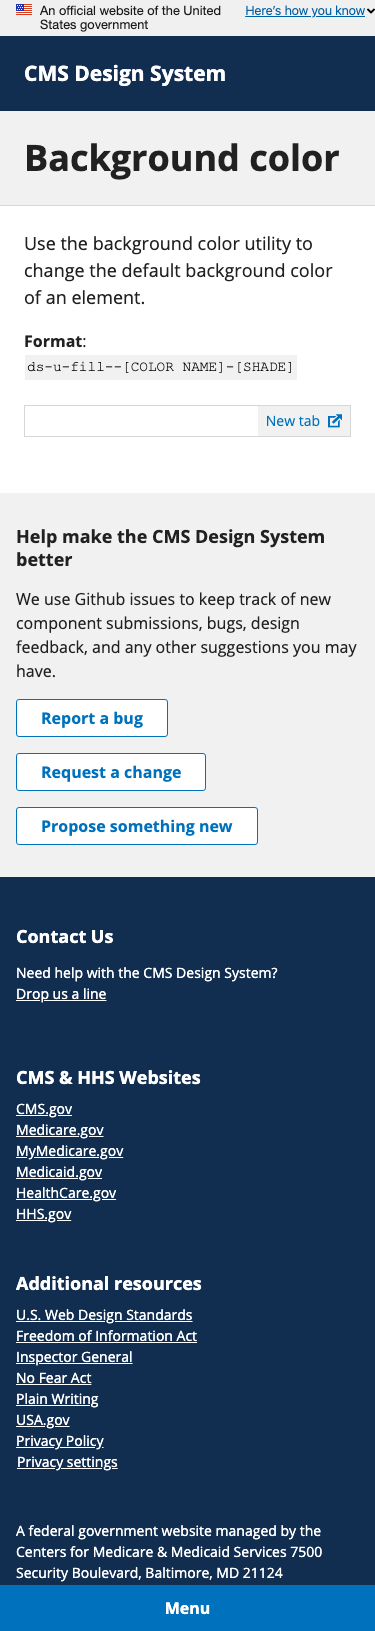 An official website of the United
States government
Here's how you know
CMS Design System
Background color
Use the background color utility to
change the default background color
of an element.
Format:
ds-u-fill--[COLOR NAME]-[SHADE]
New tab
Help make the CMS Design System
better
We use Github issues to keep track of new
component submissions, bugs, design
feedback, and any other suggestions you may
have.
Report a bug
Request a change
Propose something new
Contact Us
Need help with the CMS Design System?
Drop us a line
CMS & HHS Websites
CMS.gov
Medicare.gov
MyMedicare.gov
Medicaid.gov
HealthCare.gov
HHS.gov
Additional resources
U.S. Web Design Standards
Freedom of Information Act
Inspector General
No Fear Act
Plain Writing
USA.gov
Privacy Policy
Privacy settings
A federal government website managed by the
Centers for Medicare & Medicaid Services 7500
Security Boulevard, Baltimore, MD 21124
Menu